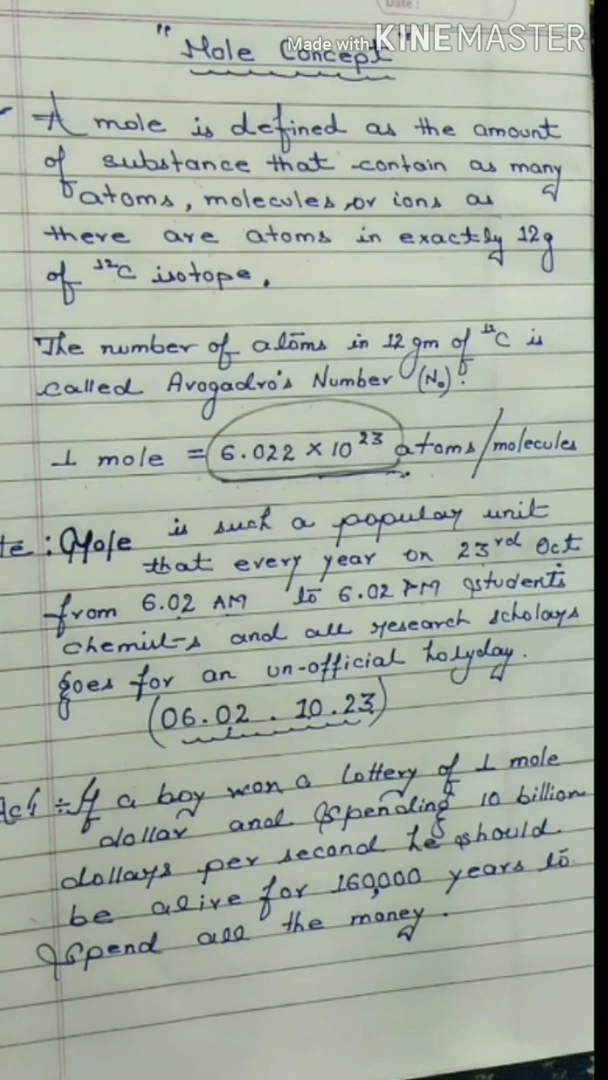 Date :
Made with KINEMASTER
"Mole Concept"
A mole is defined as the amount
of substance that contain as many
atoms, molecules, or ions as
there are atoms in exactly 12g
of ¹²C isotope.
The number of atoms in 12 gm of ¹²C is
called Avogadro's Number (N₀).
1 mole = 6.022 × 10²³ atoms/molecules
te : Mole is such a popular unit
that every year on 23rd Oct
from 6.02 AM to 6.02 PM students
chemist-s and all research scholars
goes for an un-official holyday.
(06.02 . 10.23)
Act :- If a boy won a lottery of 1 mole
dollar and spending 10 billion
dollars per second he should
be alive for 160,000 years to
spend all the money.